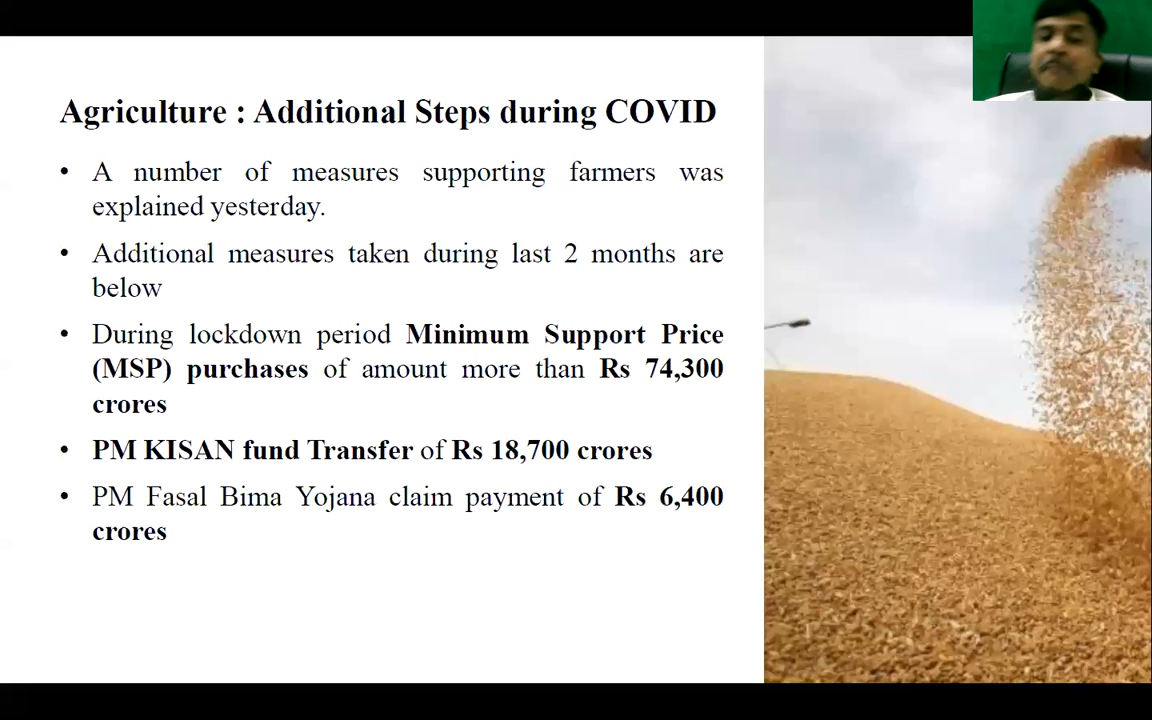 Agriculture : Additional Steps during COVID
• A number of measures supporting farmers was
explained yesterday.
• Additional measures taken during last 2 months are
below
• During lockdown period Minimum Support Price
(MSP) purchases of amount more than Rs 74,300
crores
• PM KISAN fund Transfer of Rs 18,700 crores
• PM Fasal Bima Yojana claim payment of Rs 6,400
crores